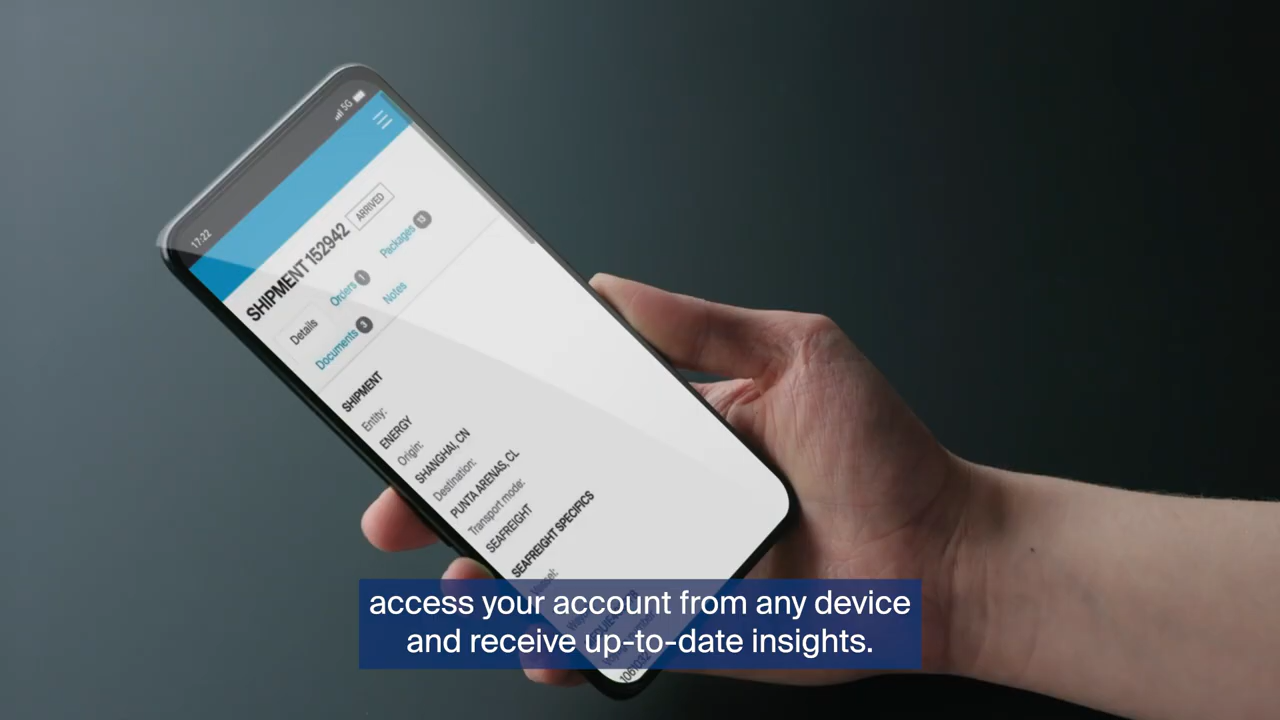 17:22
5G
SHIPMENT 152942
ARRIVED
Details
Orders 1
Packages 13
Documents 3
Notes
SHIPMENT
Entity:
ENERGY
Origin:
SHANGHAI, CN
Destination:
PUNTA ARENAS, CL
Transport mode:
SEAFREIGHT
SEAFREIGHT SPECIFICS
access your account from any device
and receive up-to-date insights.